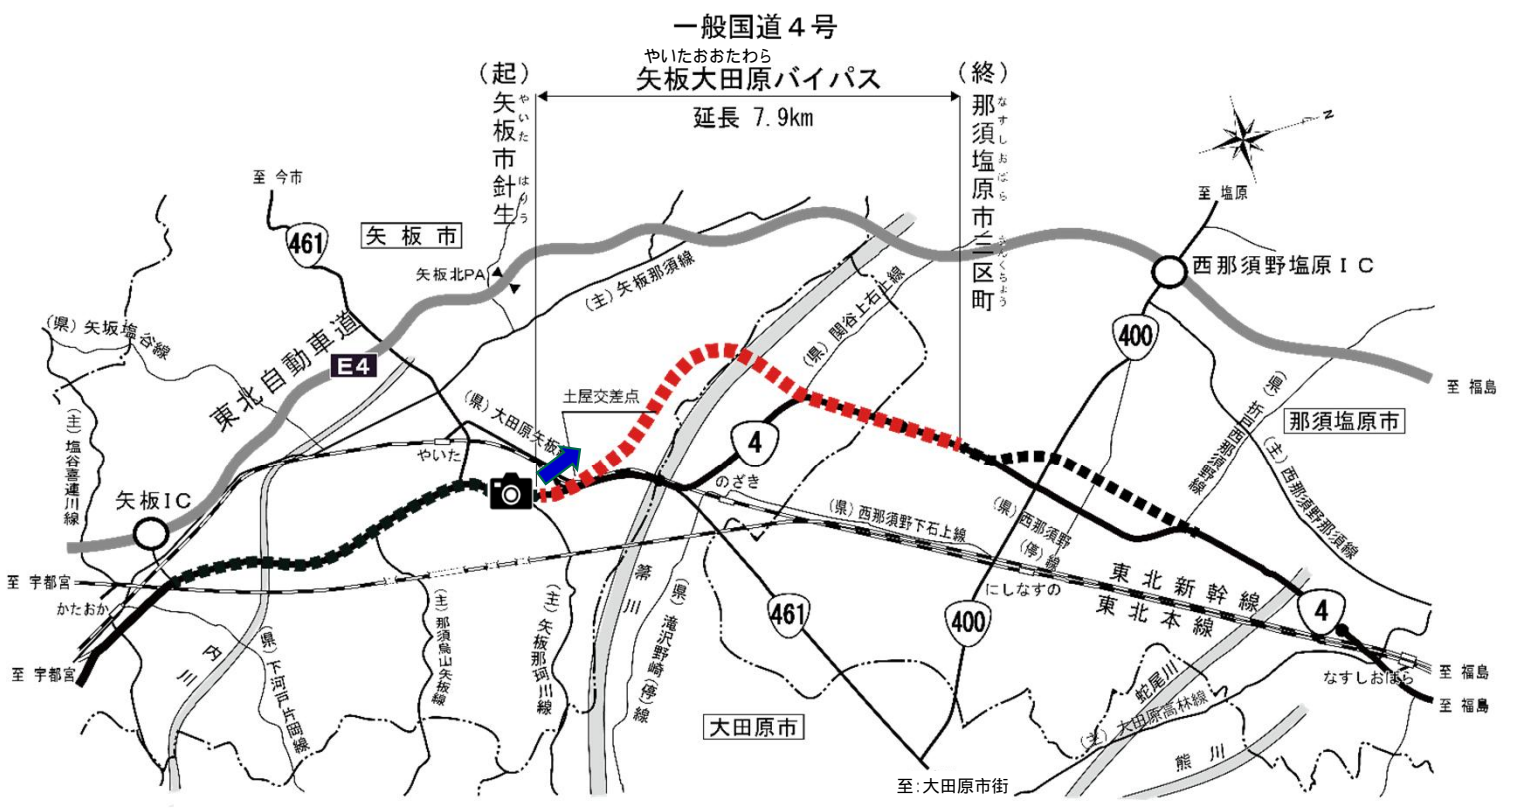 一般国道４号
やいたおおたわら
矢板大田原バイパス
延長 7.9km
（起）
矢板市針生
やいた
はりう
（終）
那須塩原市三区町
なすしおばら
さんくちょう
N
至 今市
461
矢板市
矢板北PA
（主）矢板那須線
至 塩原
西那須野塩原ＩＣ
（県）関谷上石上線
400
（県）矢坂塩谷線
東北自動車道
E4
至 福島
（県）大田原矢板線
土屋交差点
4
那須塩原市
（県）折戸西那須野線
（主）西那須野那須線
（主）塩谷喜連川線
やいた
のざき
矢板IC
（県）西那須野下石上線
（県）西那須野（停）線
至 宇都宮
かたおか
至 宇都宮
内川
（県）下河戸片岡線
（主）那須烏山矢板線
（主）矢板那珂川線
箒川
（県）滝沢野崎（停）線
461
400
にしなすの
東北新幹線
東北本線
4
なすしおばら
至 福島
至 福島
蛇尾川
（主）大田原高林線
熊川
大田原市
至：大田原市街